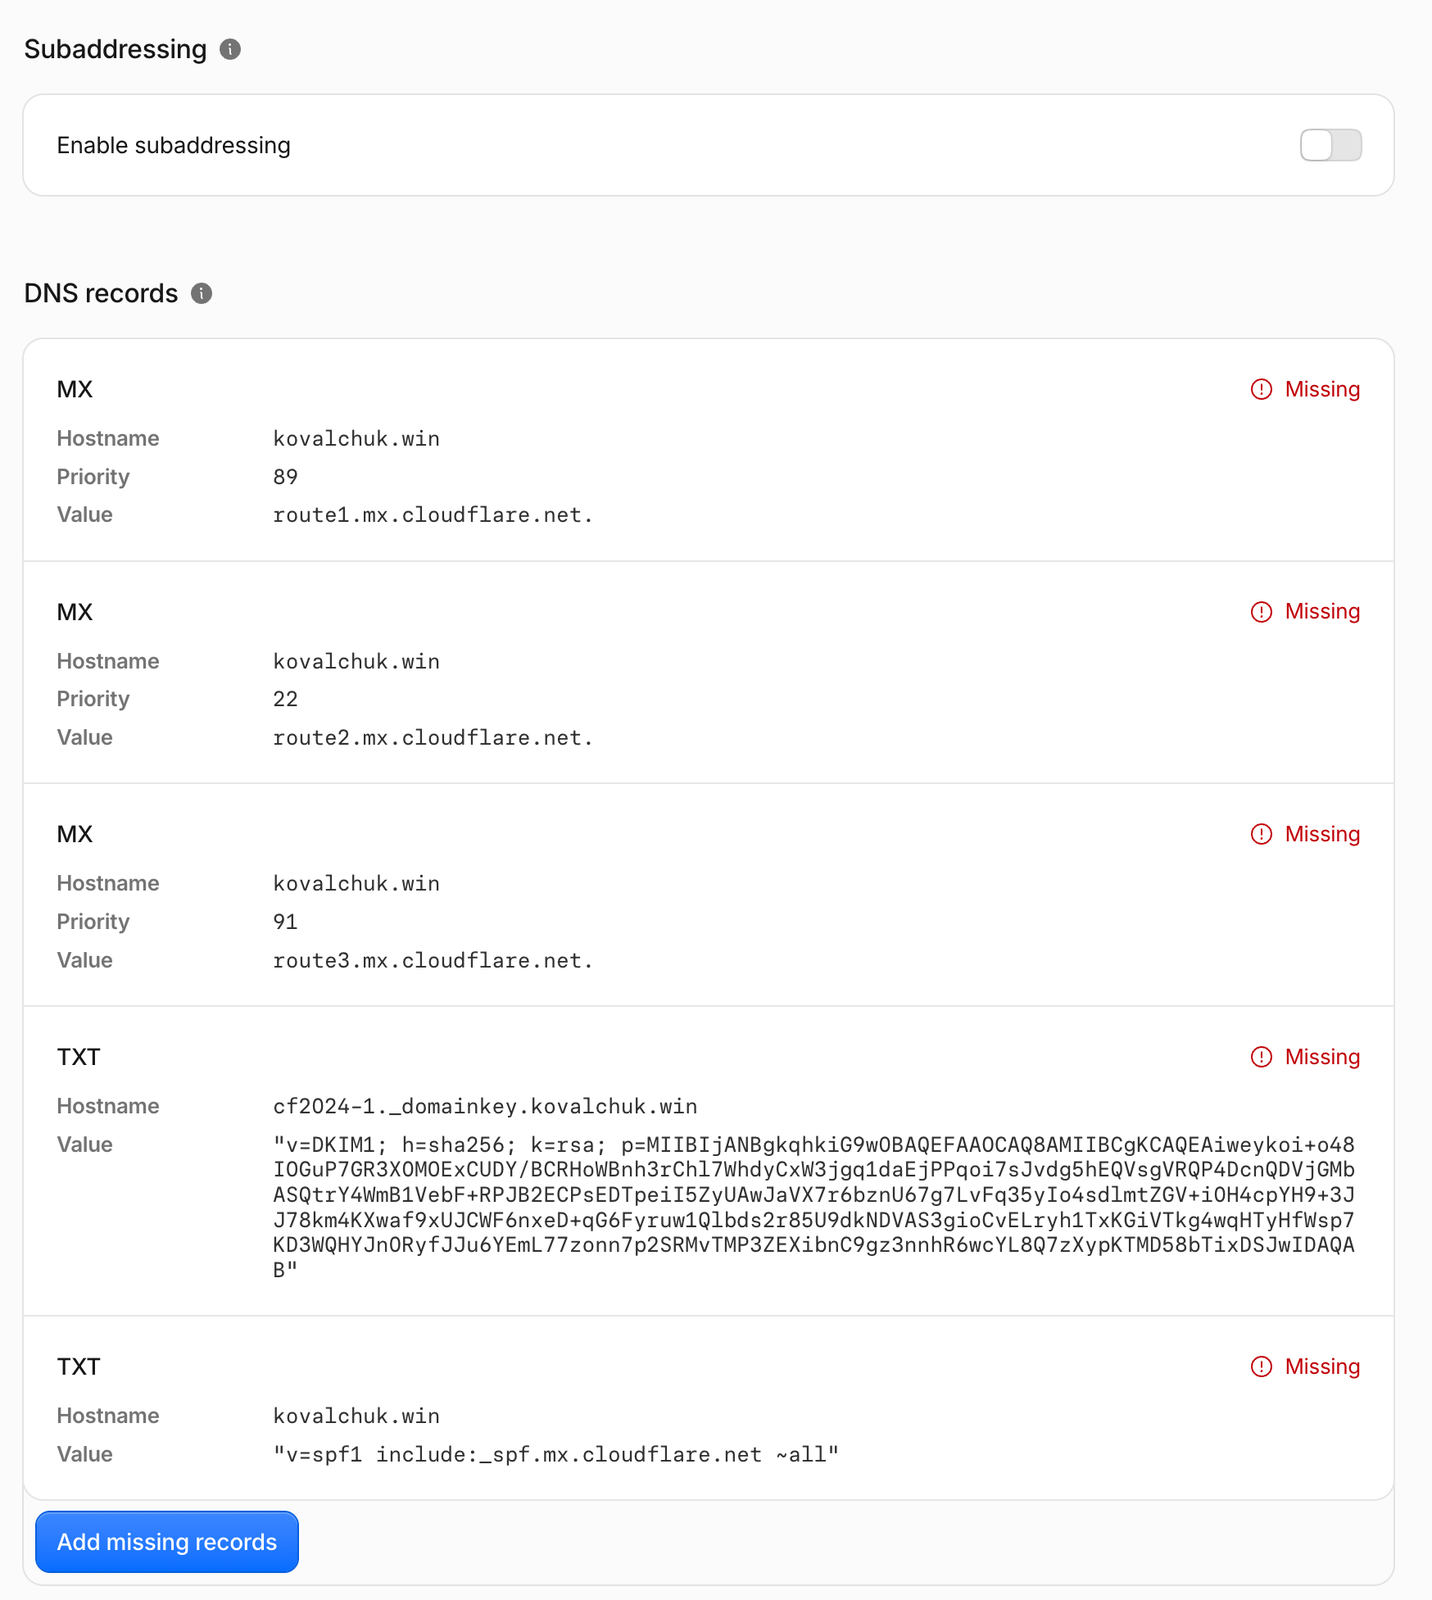 Subaddressing
Enable subaddressing
DNS records
MX
Missing
Hostname kovalchuk.win
Priority 89
Value route1.mx.cloudflare.net.
MX
Missing
Hostname kovalchuk.win
Priority 22
Value route2.mx.cloudflare.net.
MX
Missing
Hostname kovalchuk.win
Priority 91
Value route3.mx.cloudflare.net.
TXT
Missing
Hostname cf2024-1._domainkey.kovalchuk.win
Value "v=DKIM1; h=sha256; k=rsa; p=MIIBIjANBgkqhkiG9w0BAQEFAAOCAQ8AMIIBCgKCAQEAiweykoi+o48
IOGuP7GR3X0MOExCUDY/BCRHoWBnh3rChl7WhdyCxW3jgq1daEjPPqoi7sJvdg5hEQVsgVRQP4DcnQDVjGMb
ASQtrY4WmB1VebF+RPJB2ECPsEDTpeiI5ZyUAwJaVX7r6bznU67g7LvFq35yIo4sdlmtZGV+iOH4cpYH9+3J
J78km4KXwaf9xUJCWF6nxeD+qG6Fyruw1Qlbds2r85U9dkNDVAS3gioCvELryh1TxKGiVTkg4wqHTyHfWsp7
KD3WQHYJn0RyfJJu6YEmL77zonn7p2SRMvTMP3ZEXibnC9gz3nnhR6wcYL8Q7zXypKTMD58bTixDSJwIDAQA
B"
TXT
Missing
Hostname kovalchuk.win
Value "v=spf1 include:_spf.mx.cloudflare.net ~all"
Add missing records